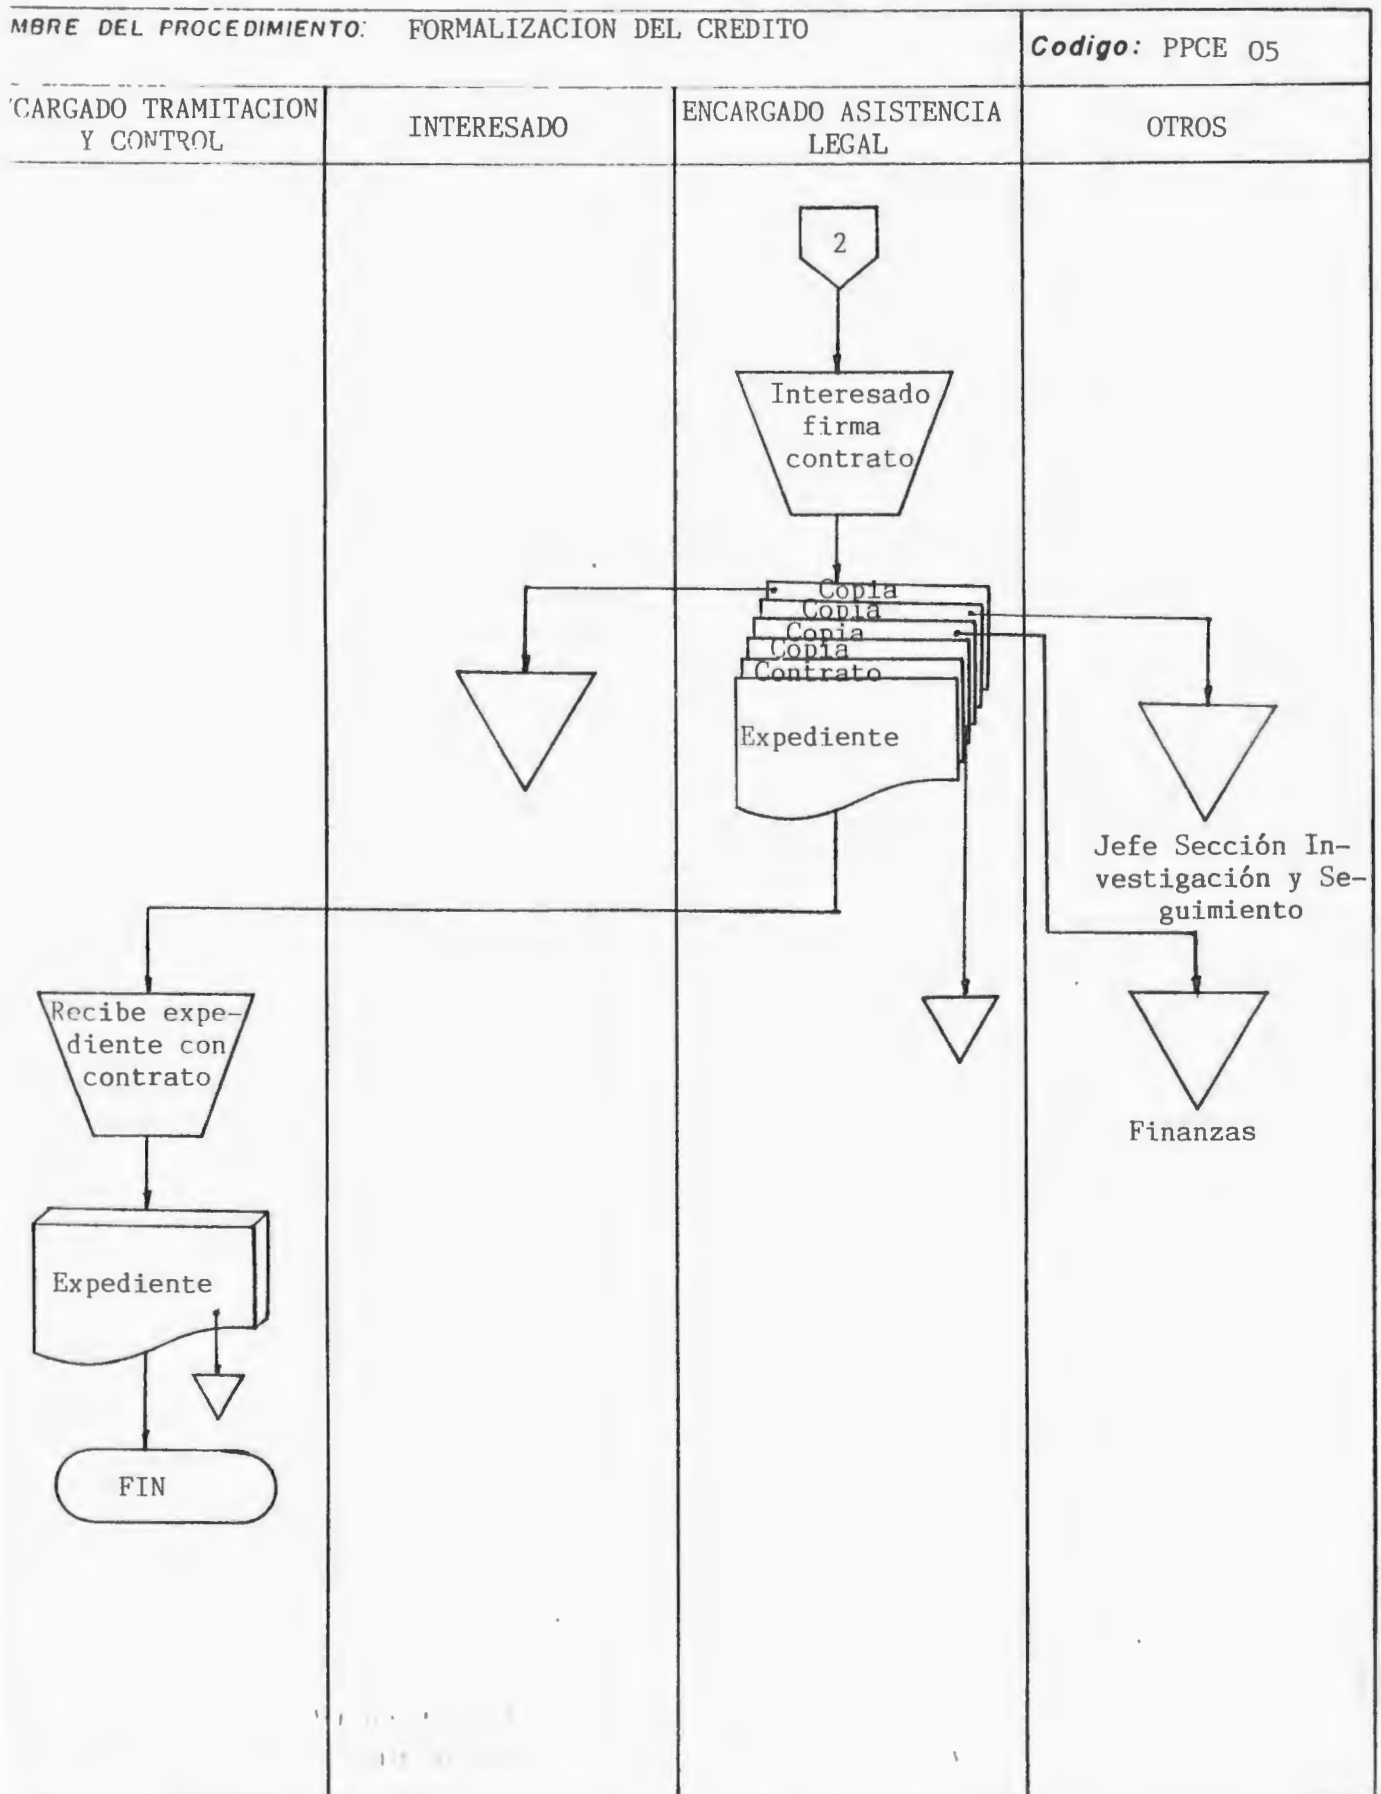 MBRE DEL PROCEDIMIENTO: FORMALIZACION DEL CREDITO
Codigo: PPCE 05
CARGADO TRAMITACION
Y CONTROL
INTERESADO
ENCARGADO ASISTENCIA
LEGAL
OTROS
2
Interesado
firma
contrato
Copia
Copia
Copia
Copia
Contrato
Expediente
Jefe Sección In-
vestigación y Se-
guimiento
Recibe expe-
diente con
contrato
Finanzas
Expediente
FIN